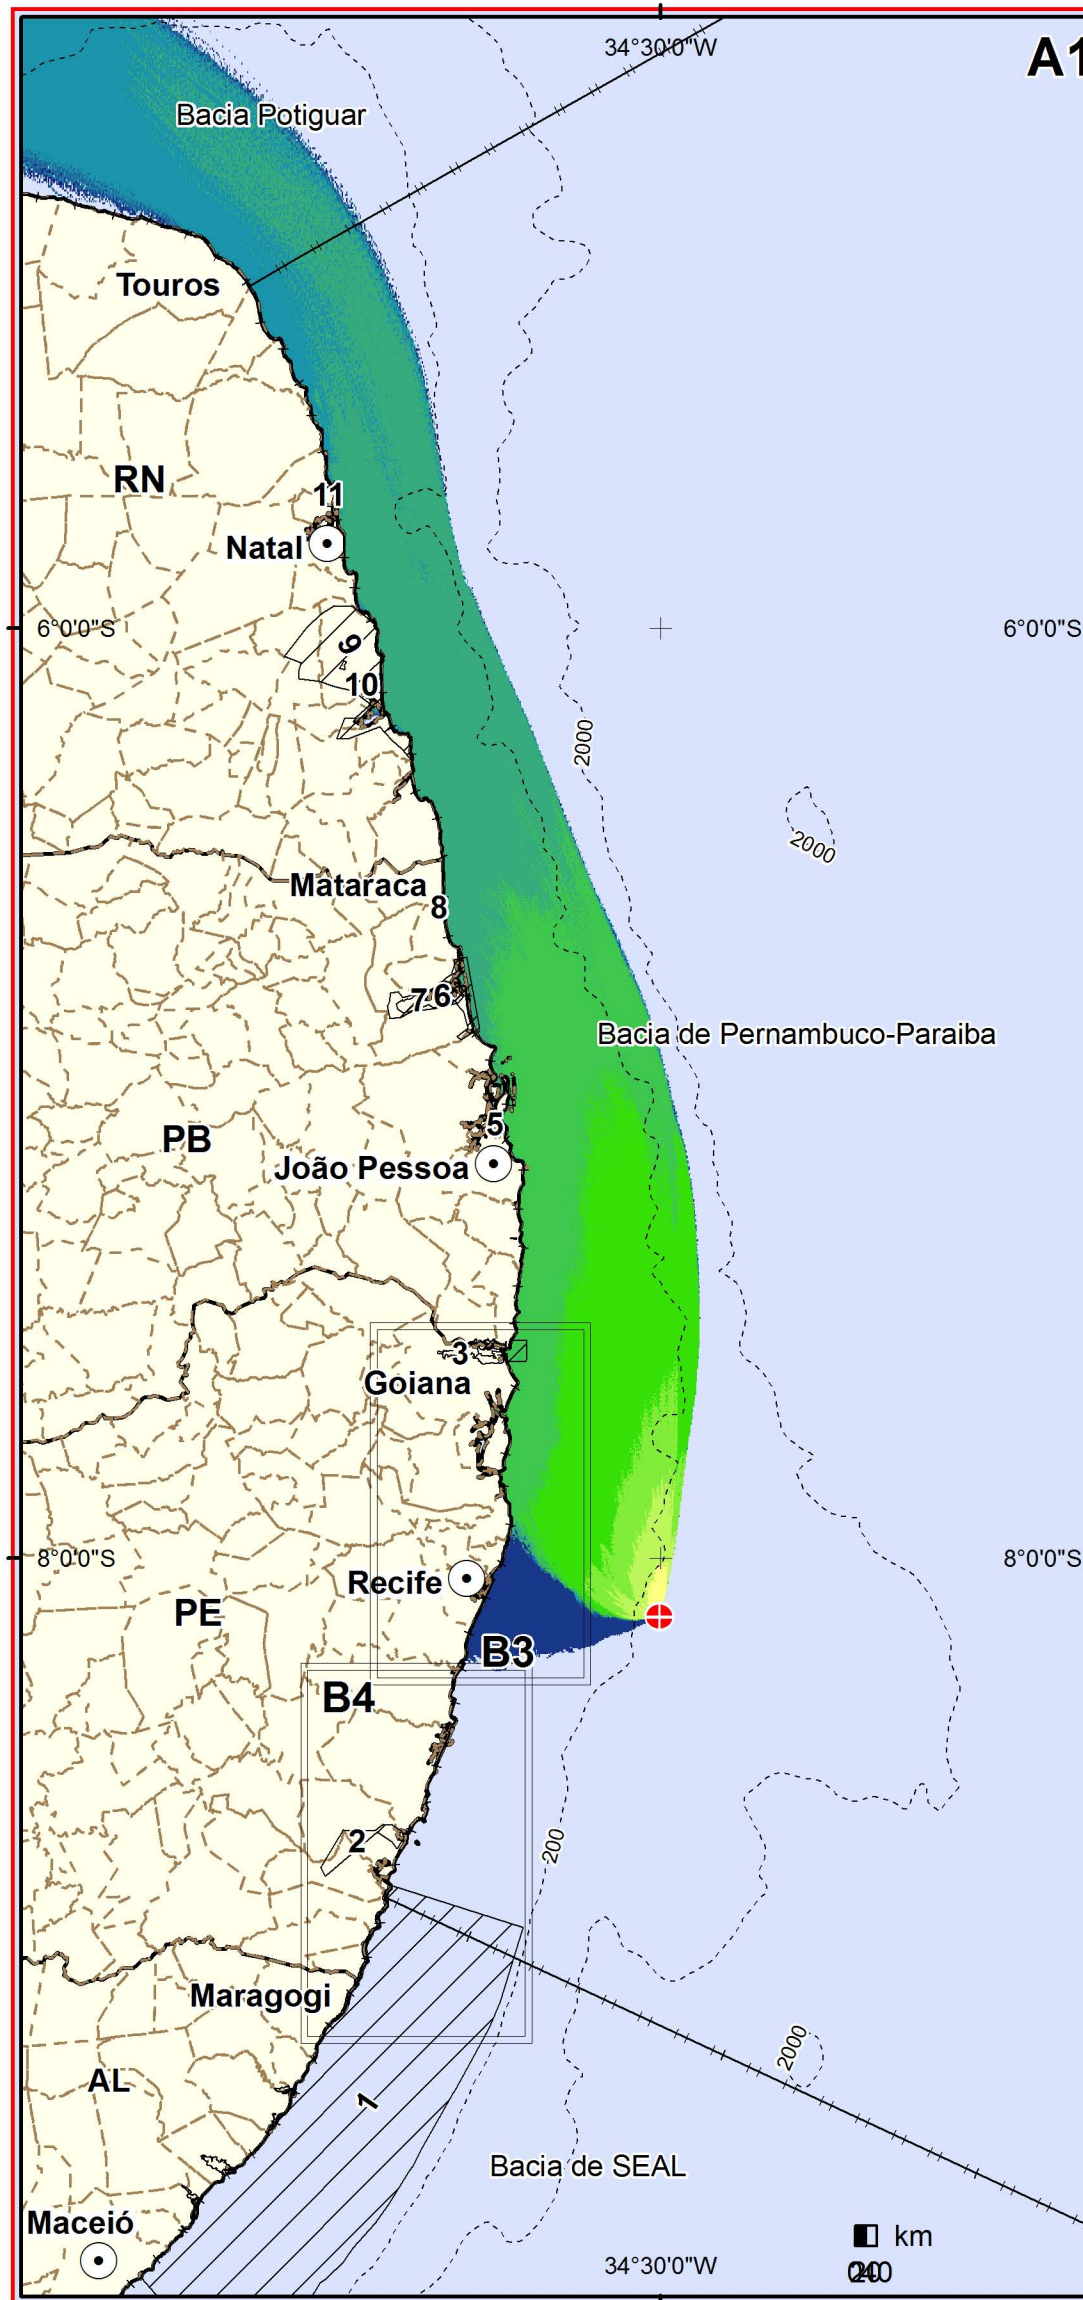 34°30'0"W
A1
Bacia Potiguar
Touros
RN
11
Natal
6°0'0"S
6°0'0"S
9
10
2000
2000
Mataraca
8
7
6
Bacia de Pernambuco-Paraiba
5
PB
João Pessoa
3
Goiana
8°0'0"S
8°0'0"S
Recife
PE
B3
B4
2
200
Maragogi
2000
AL
1
Bacia de SEAL
Maceió
km
34°30'0"W